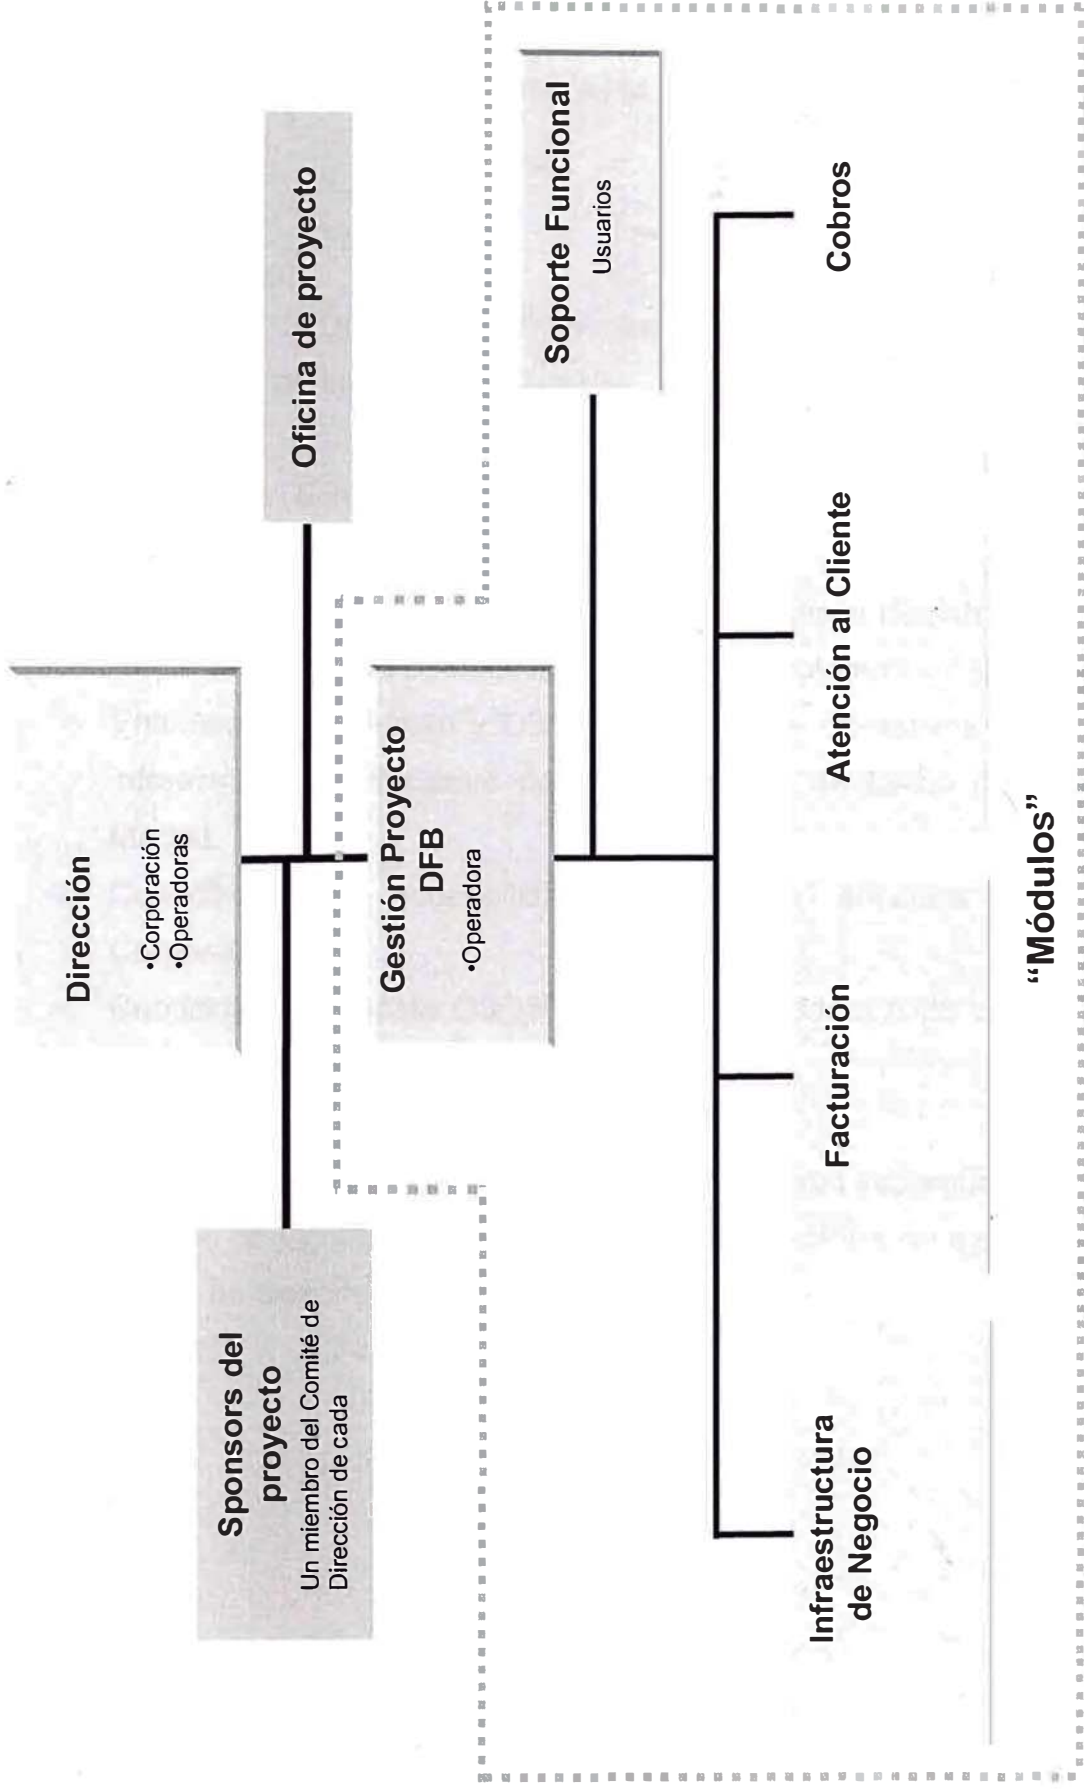 Dirección
•Corporación
•Operadoras
Sponsors del
proyecto
Un miembro del Comité de
Dirección de cada
Oficina de proyecto
Gestión Proyecto
DFB
•Operadora
Soporte Funcional
Usuarios
Infraestructura
de Negocio
Facturación
Atención al Cliente
Cobros
“Módulos”